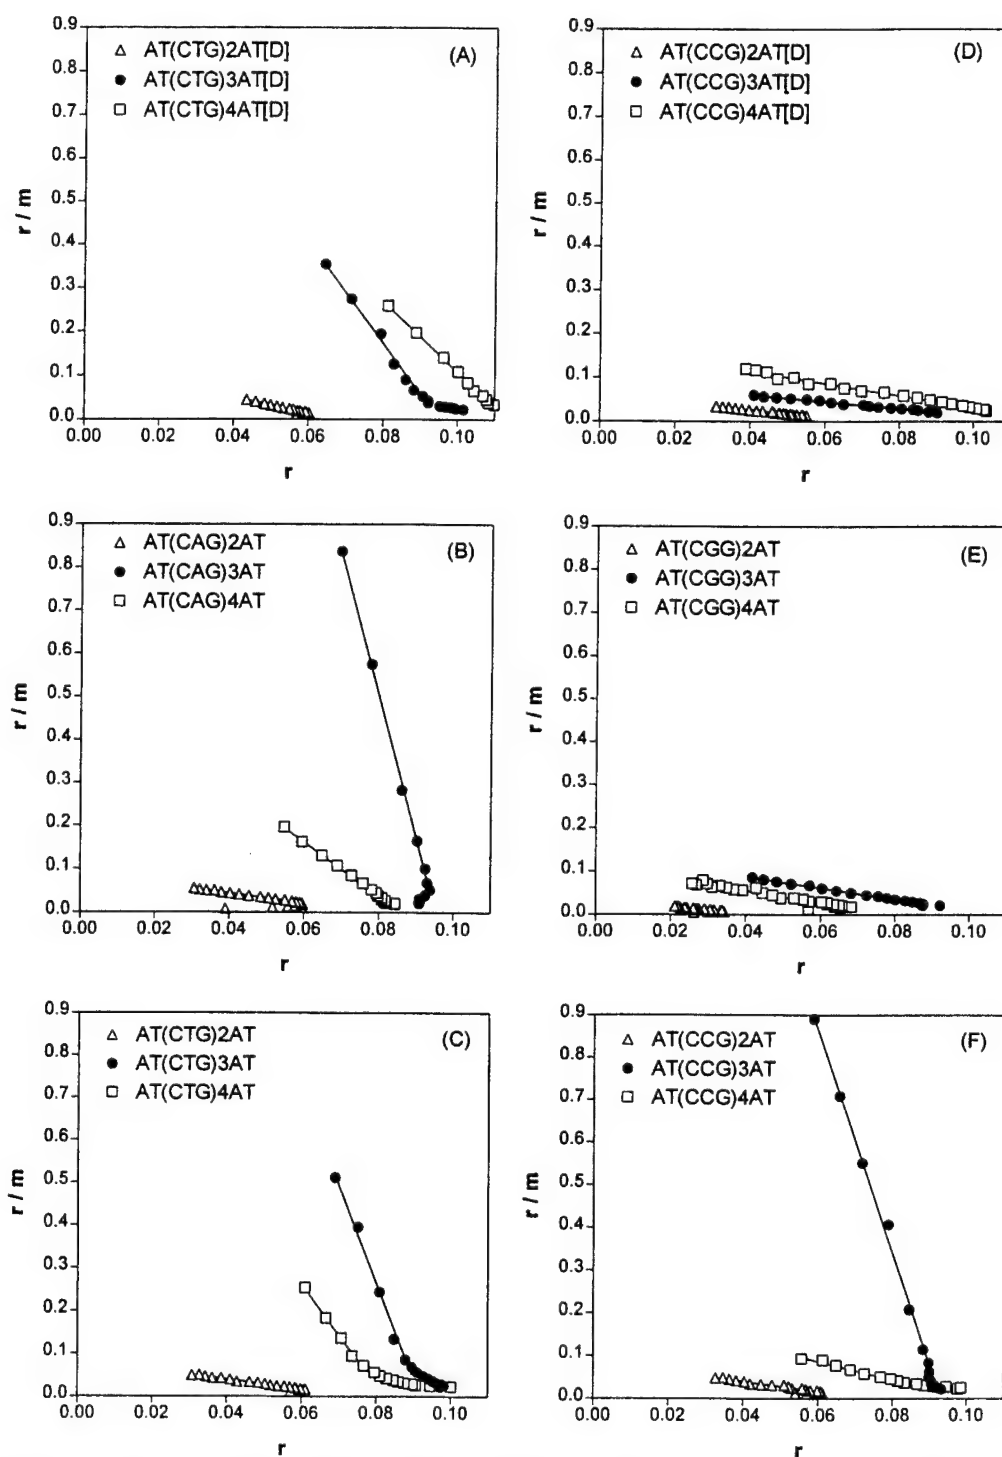 0.9
AT(CTG)2AT[D]
(A)
0.8
AT(CTG)3AT[D]
0.7
AT(CTG)4AT[D]
0.6
0.5
r / m
0.4
0.3
0.2
0.1
0.0
0.00 0.02 0.04 0.06 0.08 0.10
r
0.9
AT(CCG)2AT[D]
(D)
0.8
AT(CCG)3AT[D]
0.7
AT(CCG)4AT[D]
0.6
0.5
r / m
0.4
0.3
0.2
0.1
0.0
0.00 0.02 0.04 0.06 0.08 0.10
r
0.9
AT(CAG)2AT
(B)
0.8
AT(CAG)3AT
0.7
AT(CAG)4AT
0.6
0.5
r / m
0.4
0.3
0.2
0.1
0.0
0.00 0.02 0.04 0.06 0.08 0.10
r
0.9
AT(CGG)2AT
(E)
0.8
AT(CGG)3AT
0.7
AT(CGG)4AT
0.6
0.5
r / m
0.4
0.3
0.2
0.1
0.0
0.00 0.02 0.04 0.06 0.08 0.10
r
0.9
AT(CTG)2AT
(C)
0.8
AT(CTG)3AT
0.7
AT(CTG)4AT
0.6
0.5
r / m
0.4
0.3
0.2
0.1
0.0
0.00 0.02 0.04 0.06 0.08 0.10
r
0.9
AT(CCG)2AT
(F)
0.8
AT(CCG)3AT
0.7
AT(CCG)4AT
0.6
0.5
r / m
0.4
0.3
0.2
0.1
0.0
0.00 0.02 0.04 0.06 0.08 0.10
r